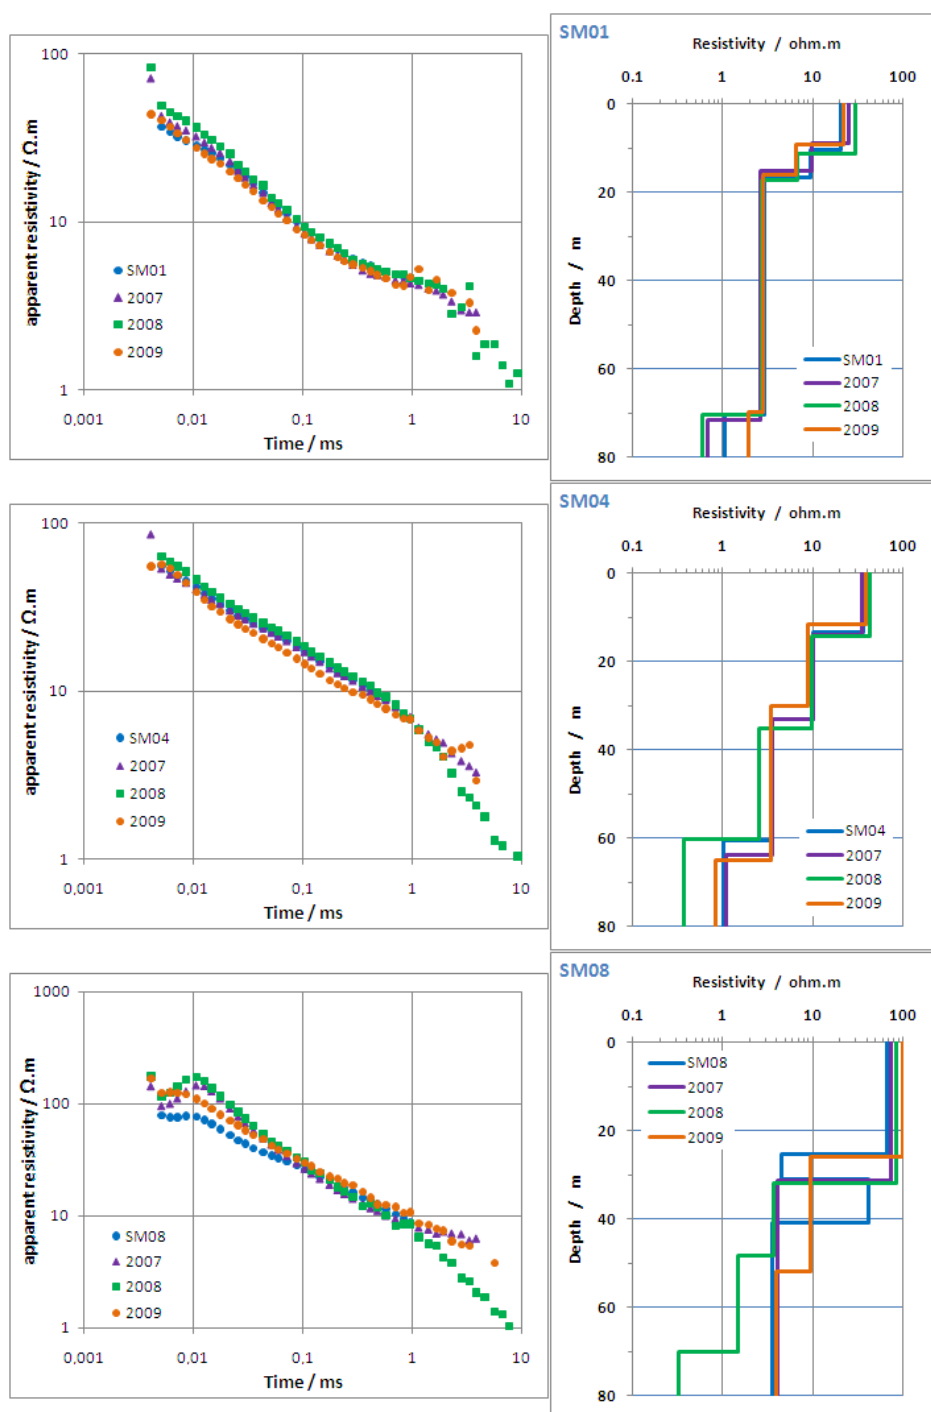 SM01
Resistivity / ohm.m
0.1 1 10 100
100
10
1
apparent resistivity / Ω.m
SM01
2007
2008
2009
0,001 0,01 0,1 1 10
Time / ms
0
20
40
60
80
Depth / m
SM01
2007
2008
2009
SM04
Resistivity / ohm.m
0.1 1 10 100
100
10
1
apparent resistivity / Ω.m
SM04
2007
2008
2009
0,001 0,01 0,1 1 10
Time / ms
0
20
40
60
80
Depth / m
SM04
2007
2008
2009
SM08
Resistivity / ohm.m
0.1 1 10 100
1000
100
10
1
apparent resistivity / Ω.m
SM08
2007
2008
2009
0,001 0,01 0,1 1 10
Time / ms
0
20
40
60
80
Depth / m
SM08
2007
2008
2009